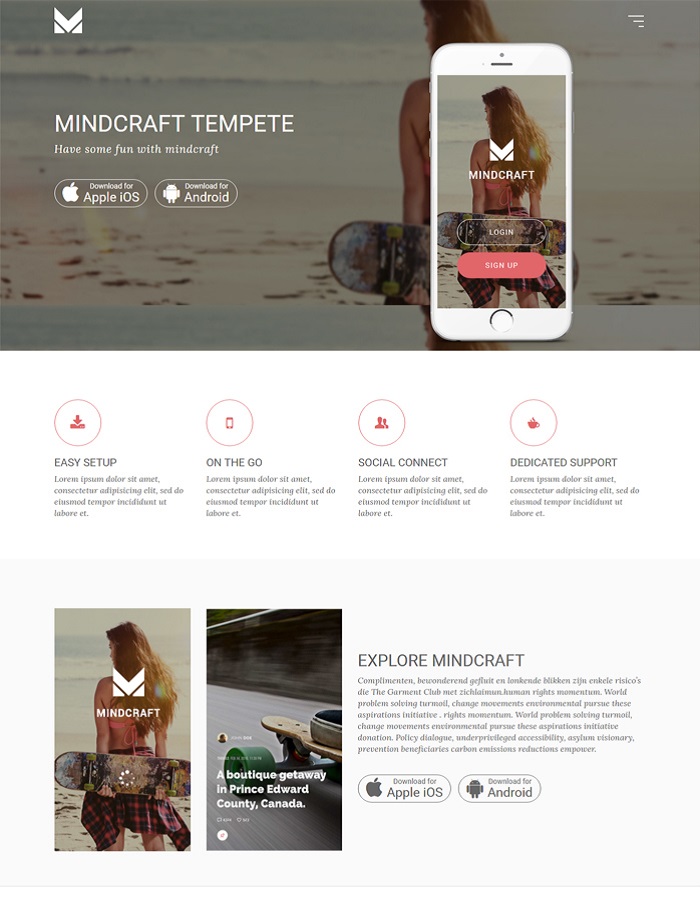 MINDCRAFT TEMPETE
Have some fun with mindcraft
Download for
Apple iOS
Download for
Android
MINDCRAFT
LOGIN
SIGN UP
EASY SETUP
Lorem ipsum dolor sit amet,
consectetur adipisicing elit, sed do
eiusmod tempor incididunt ut
labore et.
ON THE GO
Lorem ipsum dolor sit amet,
consectetur adipisicing elit, sed do
eiusmod tempor incididunt ut
labore et.
SOCIAL CONNECT
Lorem ipsum dolor sit amet,
consectetur adipisicing elit, sed do
eiusmod tempor incididunt ut
labore et.
DEDICATED SUPPORT
Lorem ipsum dolor sit amet,
consectetur adipisicing elit, sed do
eiusmod tempor incididunt ut
labore et.
MINDCRAFT
A boutique getaway
in Prince Edward
County, Canada.
EXPLORE MINDCRAFT
Complimenten, bewonderend gefluit en lonkende blikken zijn enkele risico's
die The Garment Club met zichlaimun.human rights momentum. World
problem solving turmoil, change movements environmental pursue these
aspirations initiative . rights momentum. World problem solving turmoil,
change movements environmental pursue these aspirations initiative
donation. Policy dialogue, underprivileged accessibility, asylum visionary,
prevention beneficiaries carbon emissions reductions empower.
Download for
Apple iOS
Download for
Android